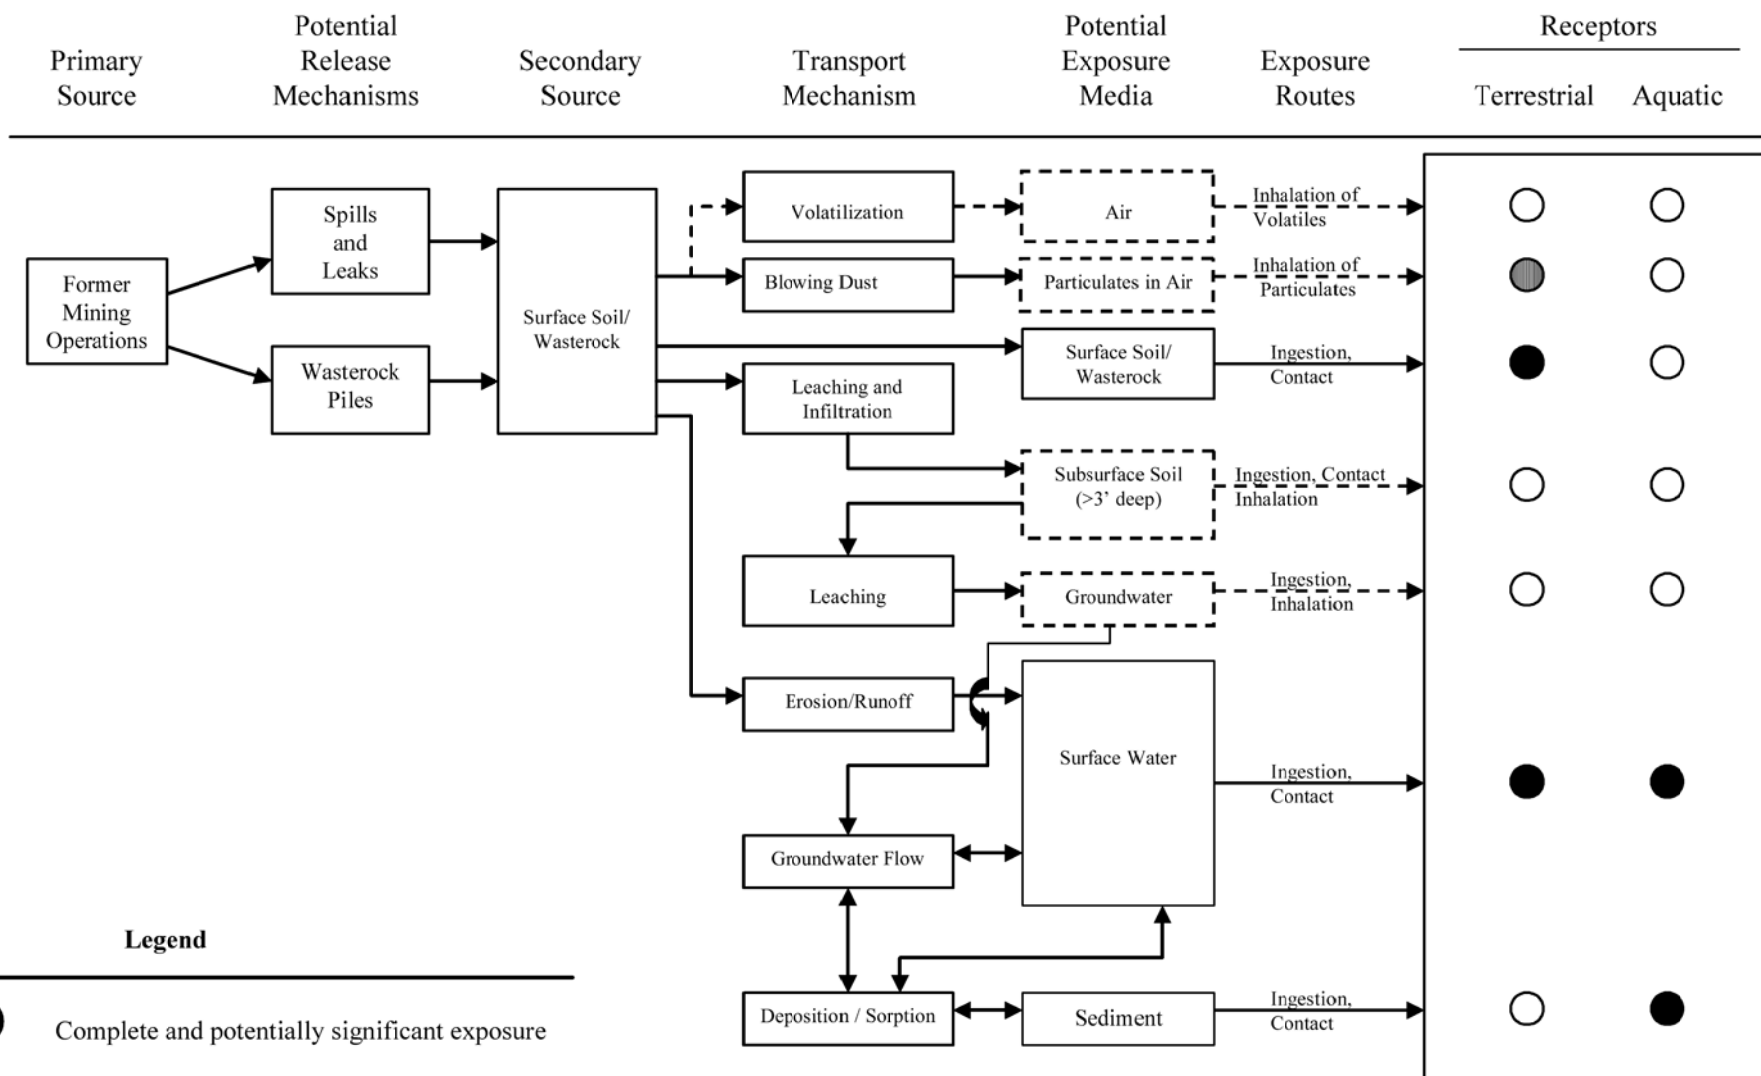 Potential
Potential
Receptors
Primary
Release
Secondary
Transport
Exposure
Exposure
Source
Mechanisms
Source
Mechanism
Media
Routes
Terrestrial
Aquatic
Former
Mining
Operations
Spills
and
Leaks
Wasterock
Piles
Surface Soil/
Wasterock
Volatilization
Air
Inhalation of
Volatiles
Blowing Dust
Particulates in Air
Inhalation of
Particulates
Surface Soil/
Wasterock
Ingestion,
Contact
Leaching and
Infiltration
Subsurface Soil
(>3’ deep)
Ingestion, Contact
Inhalation
Leaching
Groundwater
Ingestion,
Inhalation
Erosion/Runoff
Surface Water
Ingestion,
Contact
Groundwater Flow
Deposition / Sorption
Sediment
Ingestion,
Contact
Legend
Complete and potentially significant exposure